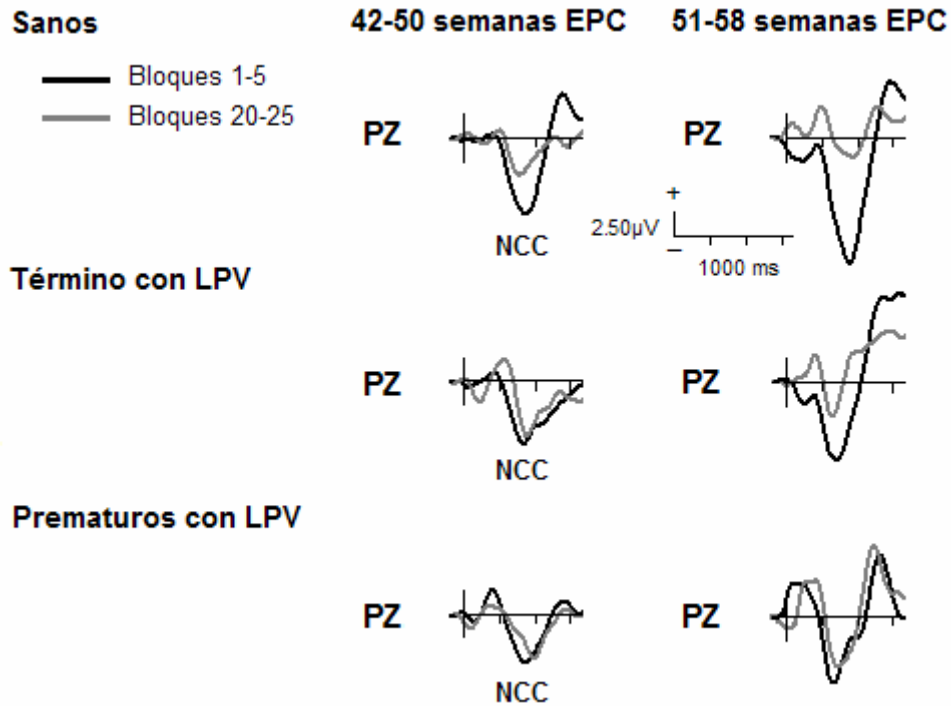 Sanos
42-50 semanas EPC
51-58 semanas EPC
Bloques 1-5
Bloques 20-25
PZ
PZ
+
2.50µV
–
1000 ms
NCC
Término con LPV
PZ
PZ
NCC
Prematuros con LPV
PZ
PZ
NCC